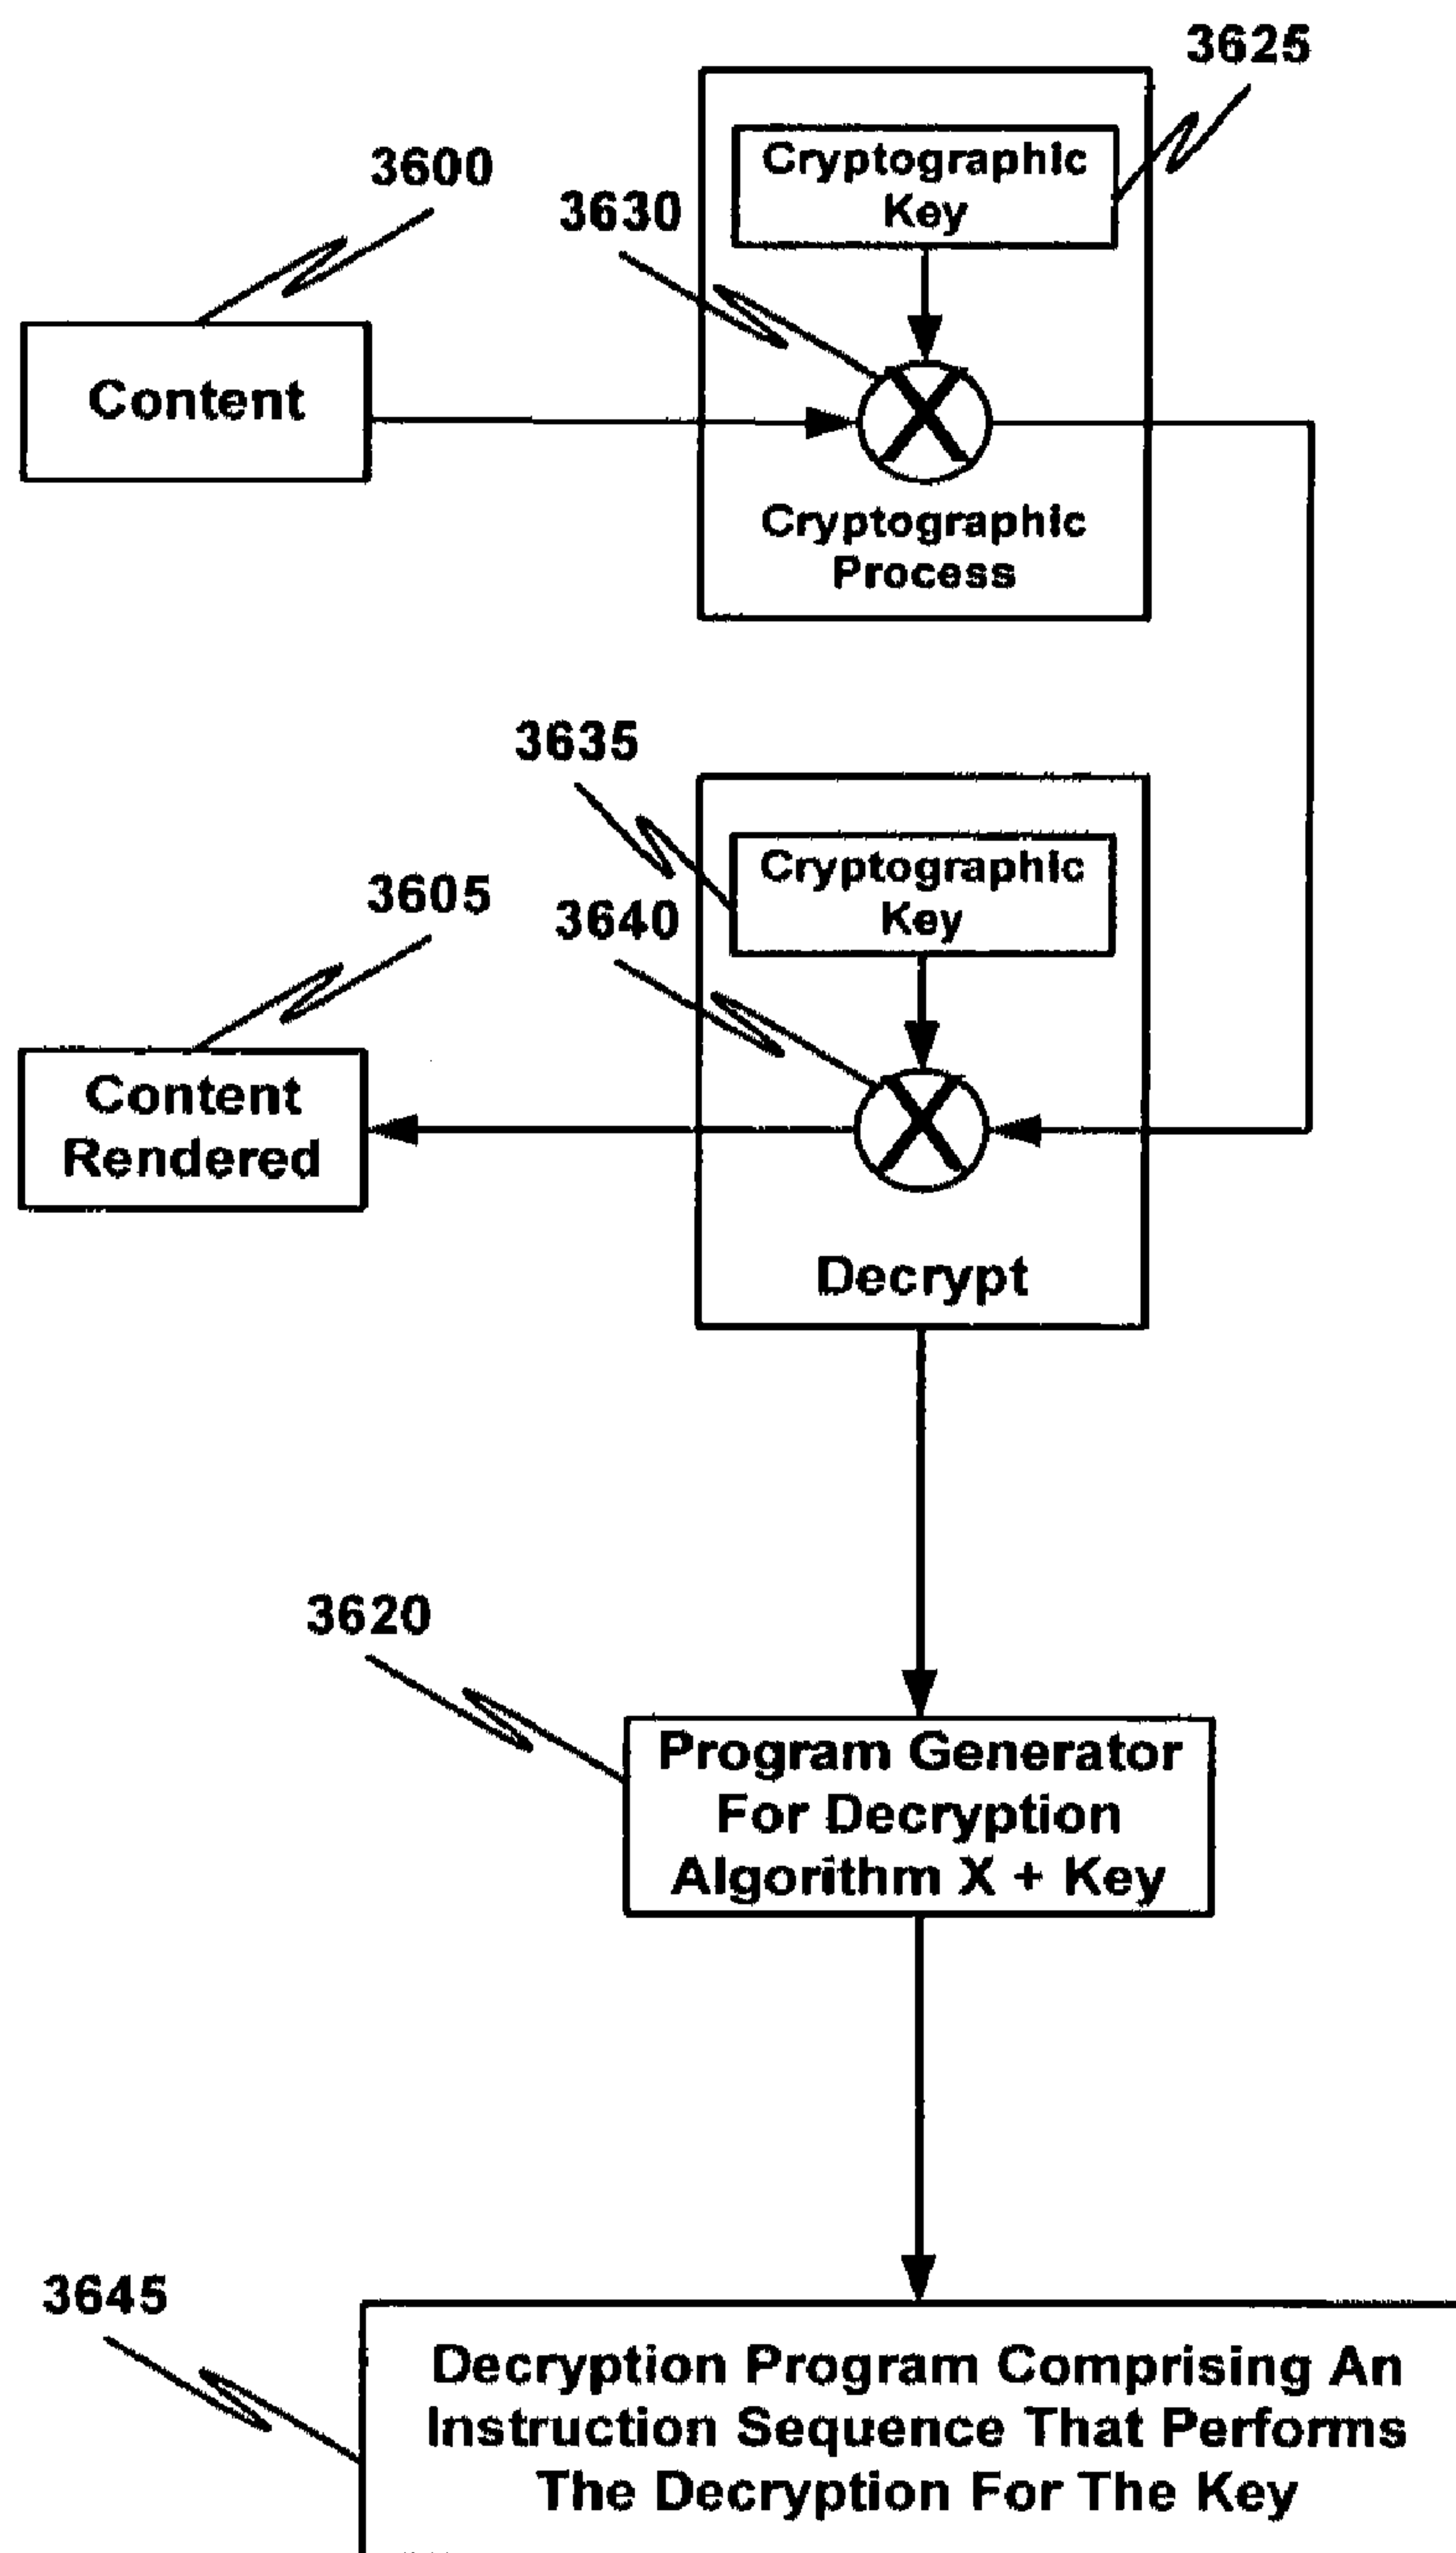 3625
Cryptographic
Key
3600
3630
Content
X
Cryptographic
Process
3635
Cryptographic
Key
3605
3640
Content
Rendered
X
Decrypt
3620
Program Generator
For Decryption
Algorithm X + Key
3645
Decryption Program Comprising An
Instruction Sequence That Performs
The Decryption For The Key